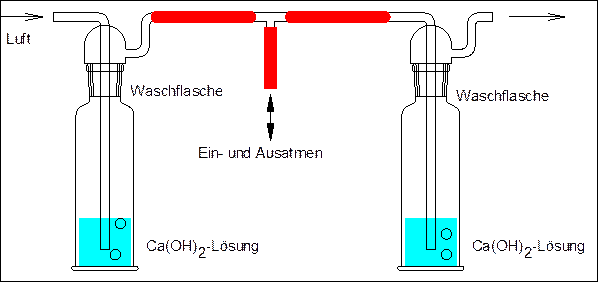 Luft
Waschflasche
Waschflasche
Ein- und Ausatmen
Ca(OH)2-Lösung
Ca(OH)2-Lösung